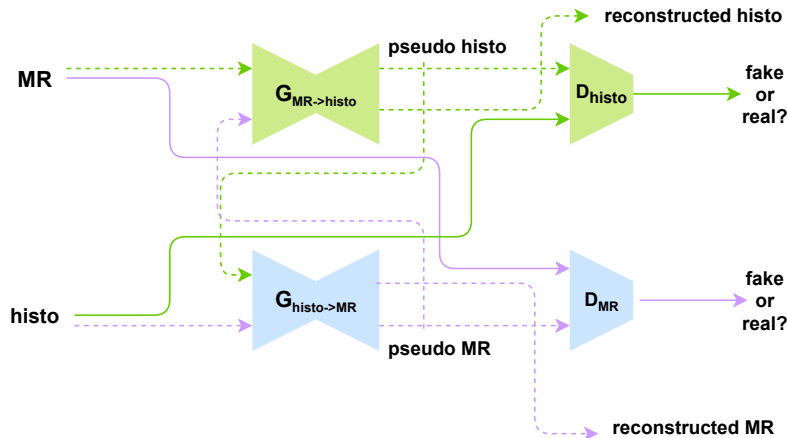 reconstructed histo
pseudo histo
MR
G_MR->histo
D_histo
fake
or
real?
histo
G_histo->MR
D_MR
fake
or
real?
pseudo MR
reconstructed MR